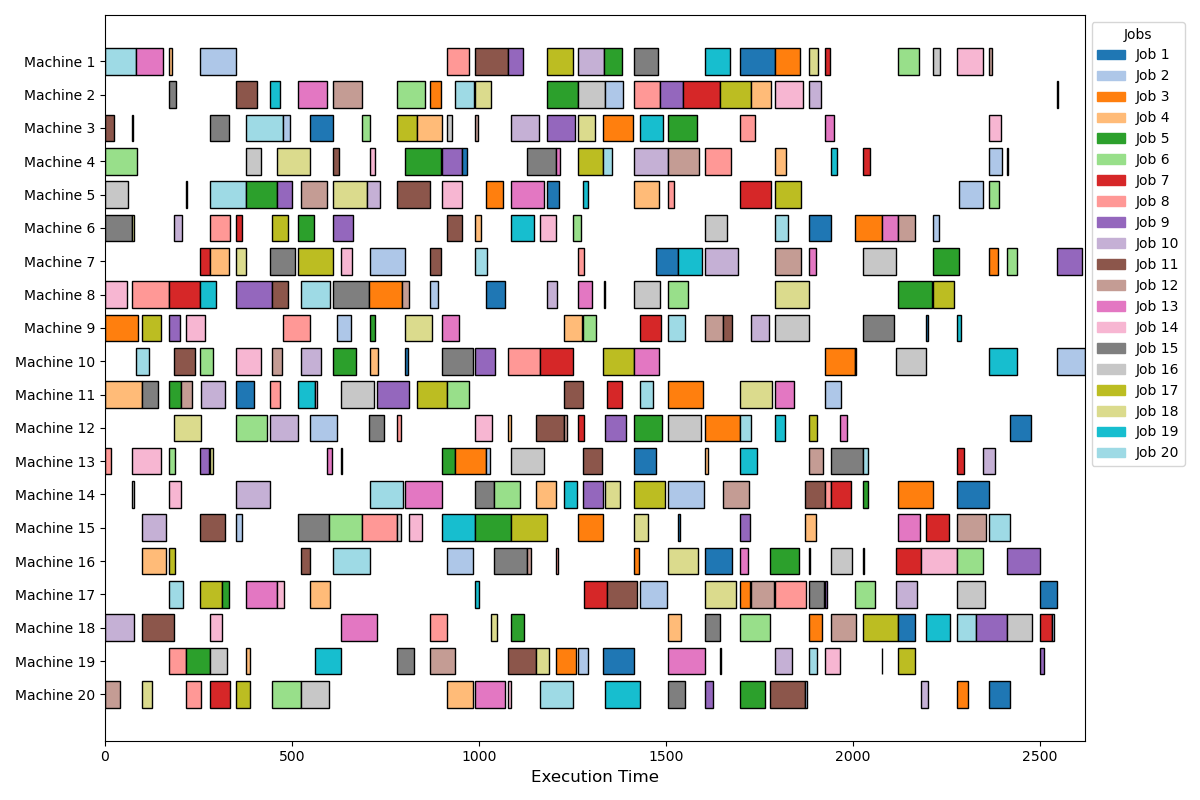 Machine 1
Machine 2
Machine 3
Machine 4
Machine 5
Machine 6
Machine 7
Machine 8
Machine 9
Machine 10
Machine 11
Machine 12
Machine 13
Machine 14
Machine 15
Machine 16
Machine 17
Machine 18
Machine 19
Machine 20
0 500 1000 1500 2000 2500
Execution Time
Jobs
Job 1
Job 2
Job 3
Job 4
Job 5
Job 6
Job 7
Job 8
Job 9
Job 10
Job 11
Job 12
Job 13
Job 14
Job 15
Job 16
Job 17
Job 18
Job 19
Job 20